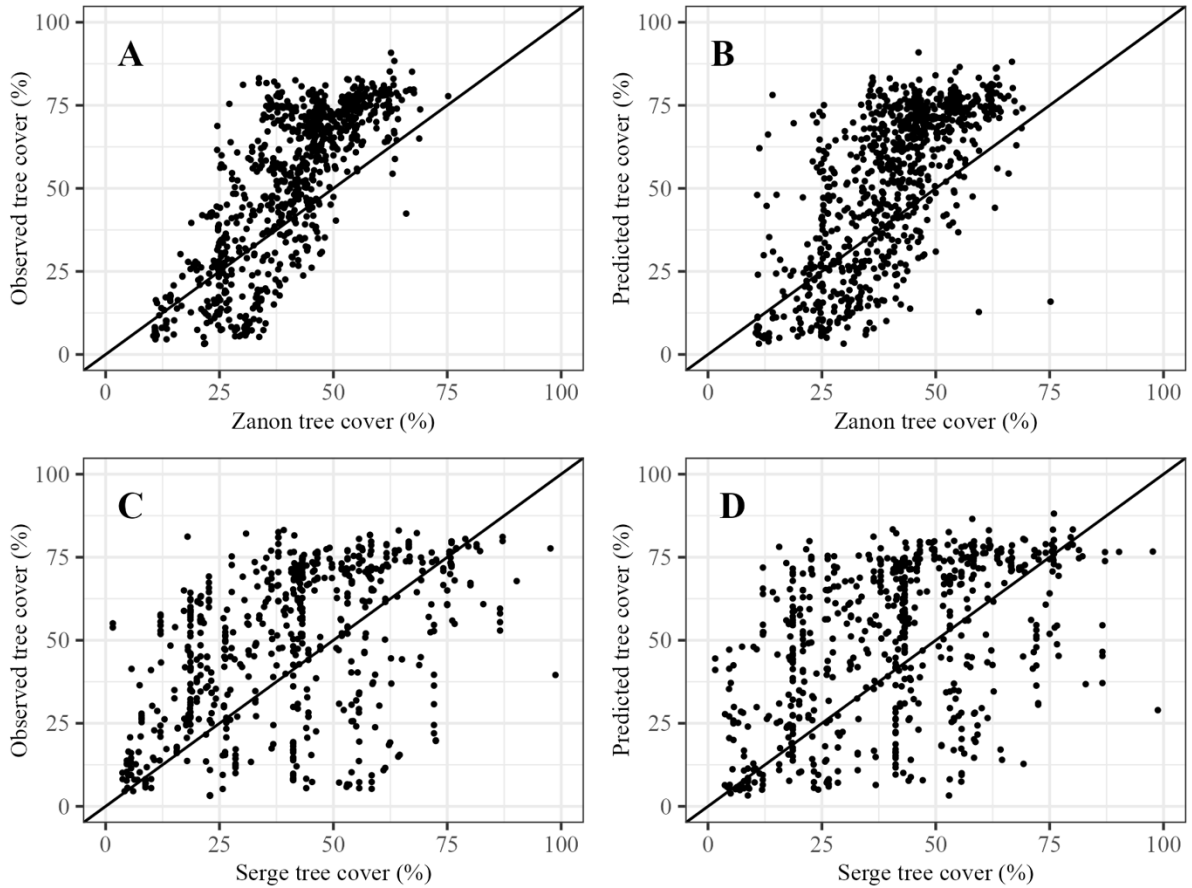 A
Observed tree cover (%)
100
75
50
25
0
0 25 50 75 100
Zanon tree cover (%)
B
Predicted tree cover (%)
100
75
50
25
0
0 25 50 75 100
Zanon tree cover (%)
C
Observed tree cover (%)
100
75
50
25
0
0 25 50 75 100
Serge tree cover (%)
D
Predicted tree cover (%)
100
75
50
25
0
0 25 50 75 100
Serge tree cover (%)